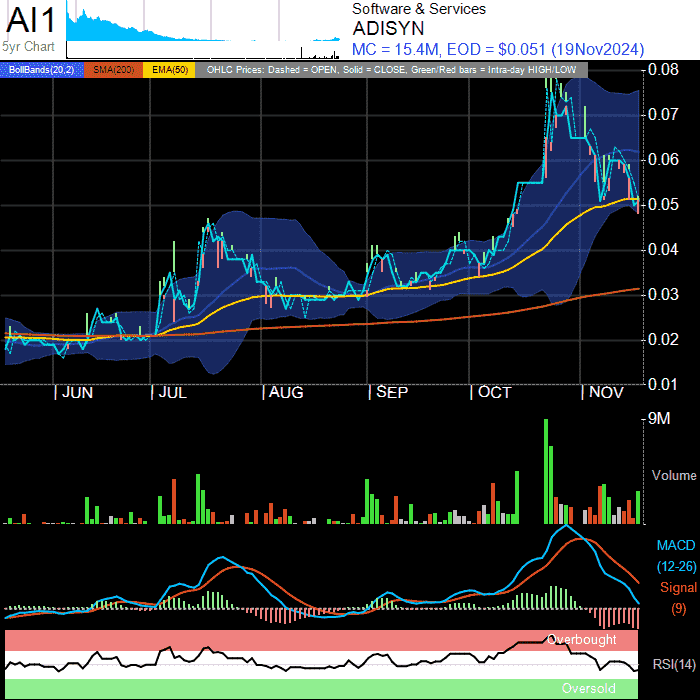 AI1
5yr Chart
Software & Services
ADISYN
MC = 15.4M, EOD = $0.051 (19Nov2024)
BollBands(20,2) SMA(200) EMA(50) OHLC Prices: Dashed = OPEN, Solid = CLOSE, Green/Red bars = Intra-day HIGH/LOW
0.08
0.07
0.06
0.05
0.04
0.03
0.02
0.01
JUN JUL AUG SEP OCT NOV
9M
Volume
MACD
(12-26)
Signal
(9)
Overbought
RSI(14)
Oversold